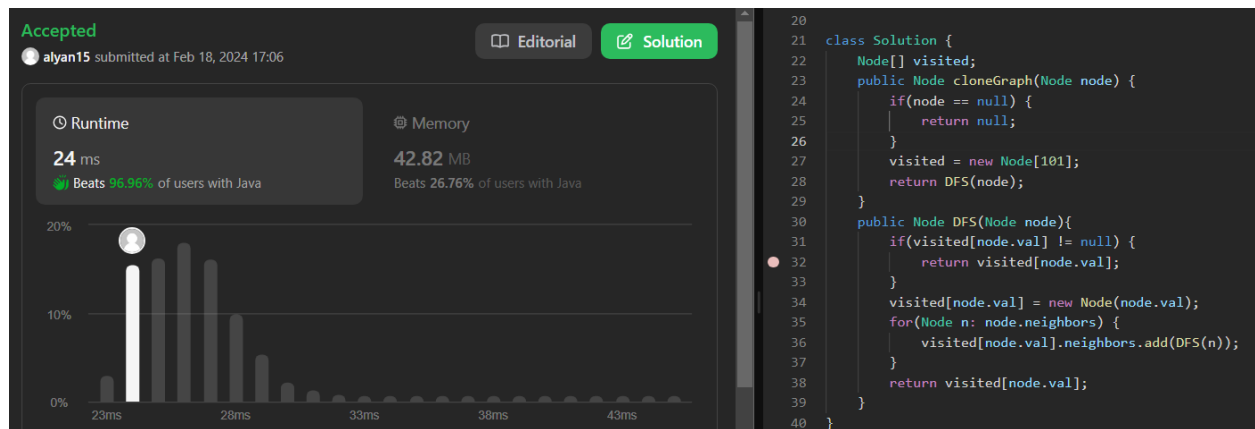 Accepted
alyan15 submitted at Feb 18, 2024 17:06
Editorial
Solution
Runtime
24 ms
Beats 96.96% of users with Java
Memory
42.82 MB
Beats 26.76% of users with Java
20%
10%
0%
23ms 28ms 33ms 38ms 43ms
20
21 class Solution {
22 Node[] visited;
23 public Node cloneGraph(Node node) {
24 if(node == null) {
25 return null;
26 }
27 visited = new Node[101];
28 return DFS(node);
29 }
30 public Node DFS(Node node){
31 if(visited[node.val] != null) {
32 return visited[node.val];
33 }
34 visited[node.val] = new Node(node.val);
35 for(Node n: node.neighbors) {
36 visited[node.val].neighbors.add(DFS(n));
37 }
38 return visited[node.val];
39 }
40 }